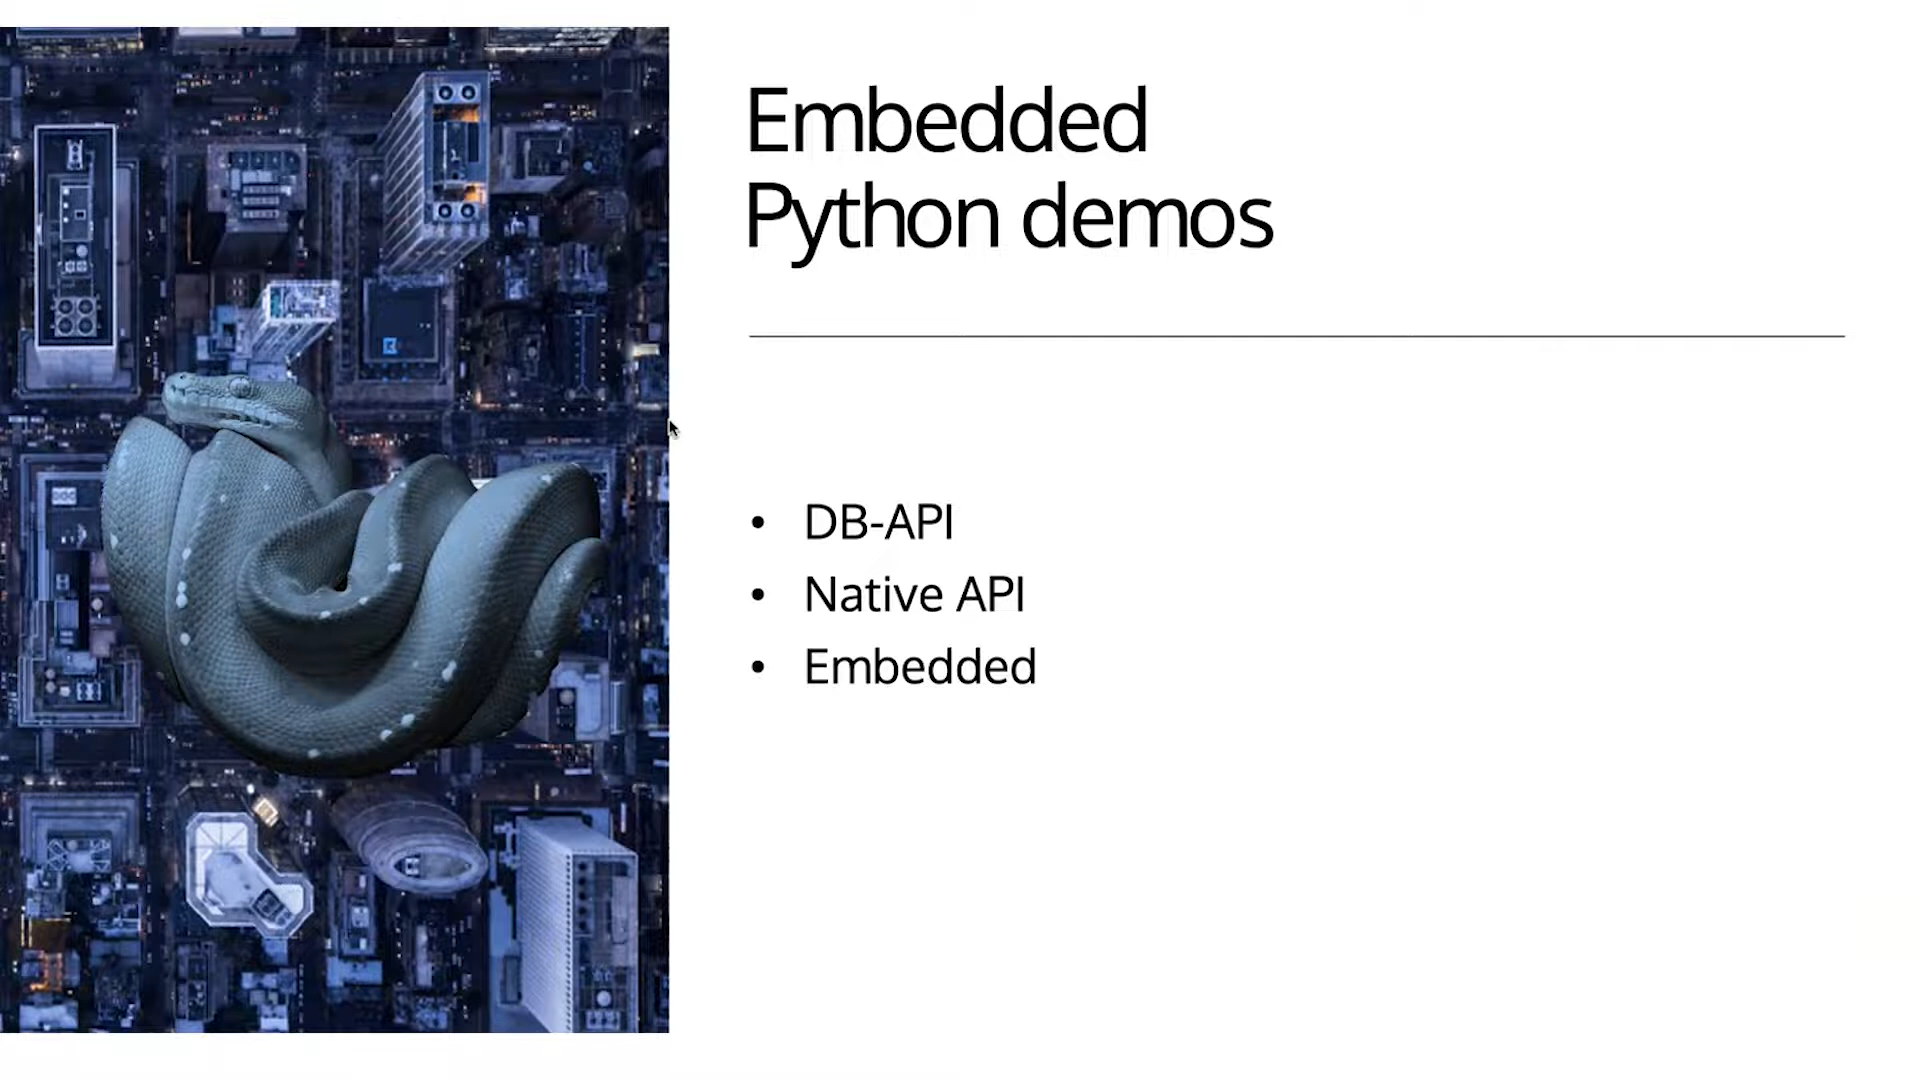 Embedded
Python demos
• DB-API
• Native API
• Embedded